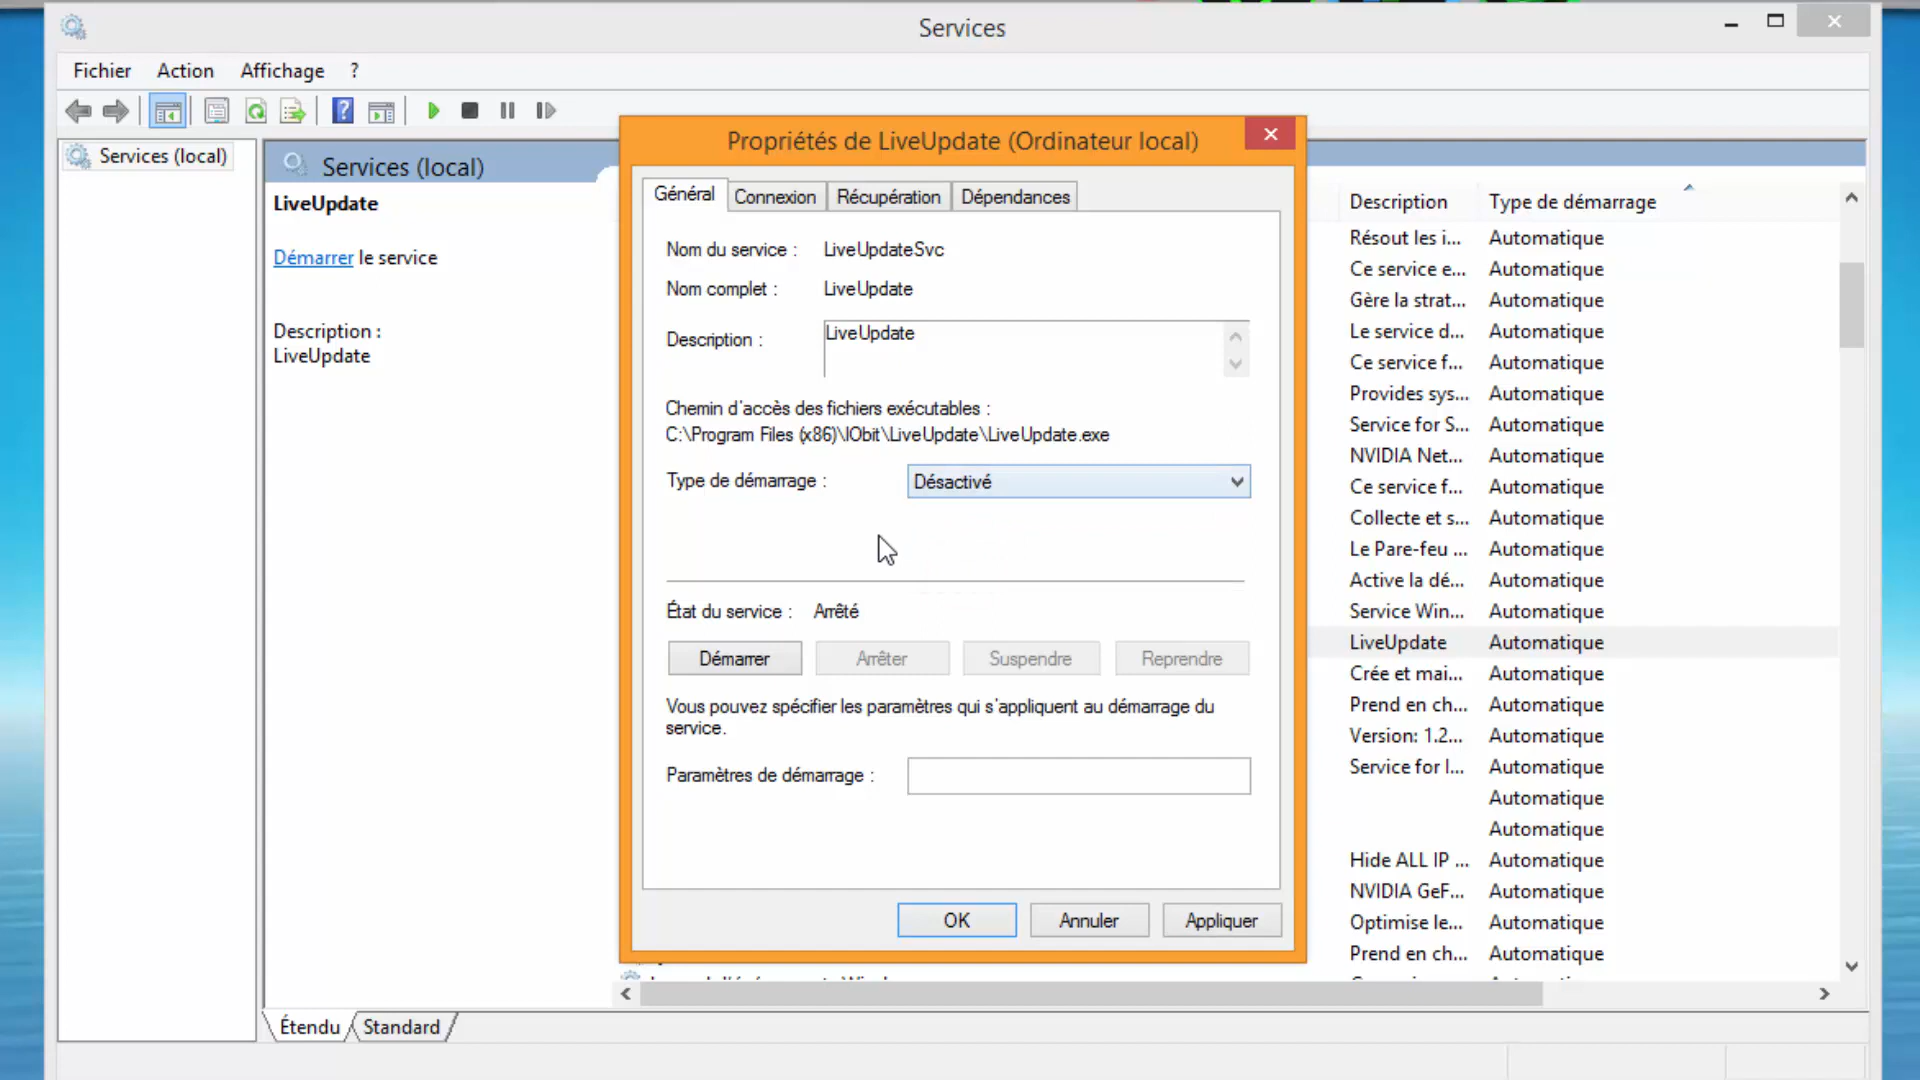 Services
Fichier Action Affichage ?
Services (local)
Services (local)
LiveUpdate
Démarrer le service
Description :
LiveUpdate
Propriétés de LiveUpdate (Ordinateur local)
Général Connexion Récupération Dépendances
Nom du service : LiveUpdateSvc
Nom complet : LiveUpdate
Description : LiveUpdate
Chemin d'accès des fichiers exécutables :
C:\Program Files (x86)\IObit\LiveUpdate\LiveUpdate.exe
Type de démarrage : Désactivé
État du service : Arrêté
Démarrer Arrêter Suspendre Reprendre
Vous pouvez spécifier les paramètres qui s'appliquent au démarrage du
service.
Paramètres de démarrage :
OK Annuler Appliquer
Description Type de démarrage
Résout les i... Automatique
Ce service e... Automatique
Gère la strat... Automatique
Le service d... Automatique
Ce service f... Automatique
Provides sys... Automatique
Service for S... Automatique
NVIDIA Net... Automatique
Ce service f... Automatique
Collecte et s... Automatique
Le Pare-feu ... Automatique
Active la dé... Automatique
Service Win... Automatique
LiveUpdate Automatique
Crée et mai... Automatique
Prend en ch... Automatique
Version: 1.2... Automatique
Service for I... Automatique
Automatique
Automatique
Hide ALL IP ... Automatique
NVIDIA GeF... Automatique
Optimise le... Automatique
Prend en ch... Automatique
Étendu Standard